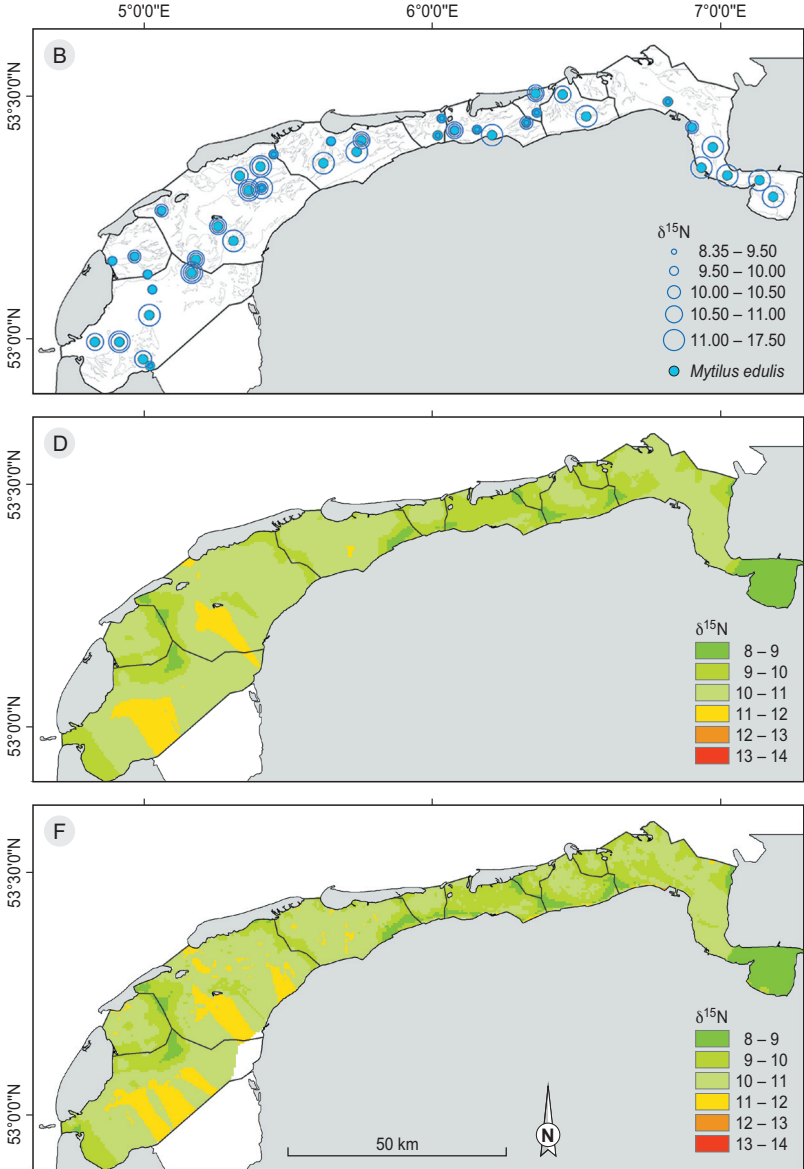 5°0'0"E 6°0'0"E 7°0'0"E
B
53°30'0"N
53°0'0"N
δ15N
8.35 – 9.50
9.50 – 10.00
10.00 – 10.50
10.50 – 11.00
11.00 – 17.50
Mytilus edulis
D
53°30'0"N
53°0'0"N
δ15N
8 – 9
9 – 10
10 – 11
11 – 12
12 – 13
13 – 14
F
53°30'0"N
53°0'0"N
δ15N
8 – 9
9 – 10
10 – 11
11 – 12
12 – 13
13 – 14
50 km
N